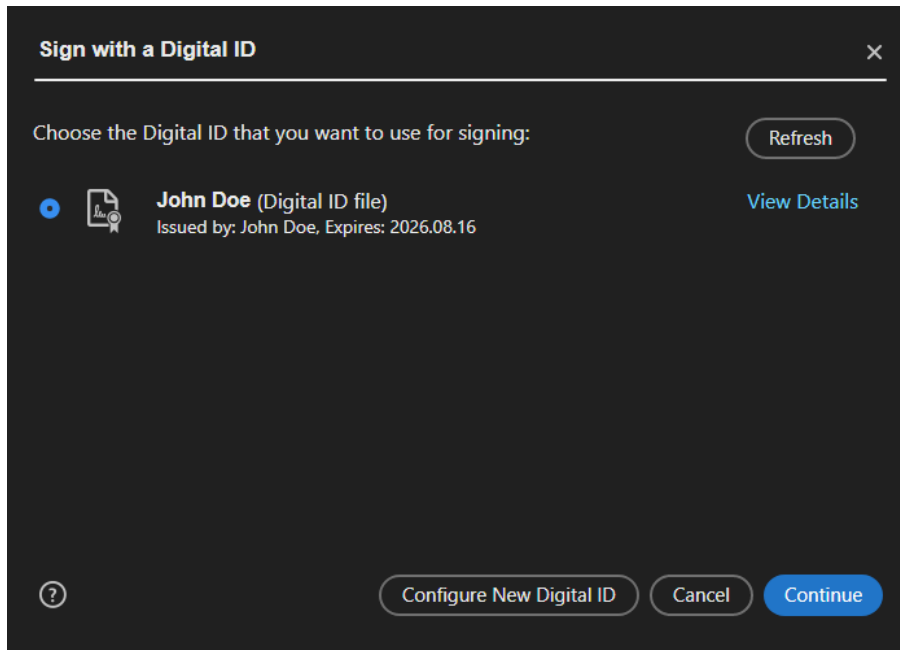 Sign with a Digital ID
Choose the Digital ID that you want to use for signing:
Refresh
John Doe (Digital ID file)
View Details
Issued by: John Doe, Expires: 2026.08.16
?
Configure New Digital ID
Cancel
Continue